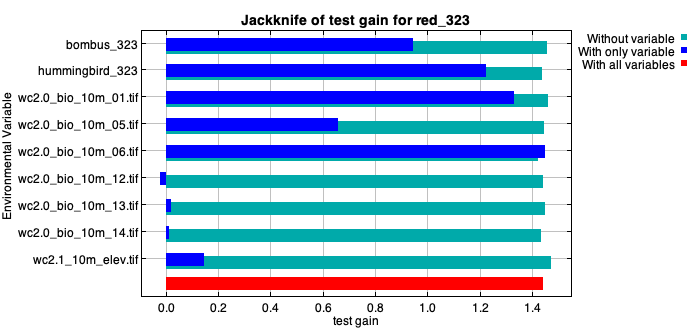 Jackknife of test gain for red_323
Without variable
With only variable
With all variables
Environmental Variable
bombus_323
hummingbird_323
wc2.0_bio_10m_01.tif
wc2.0_bio_10m_05.tif
wc2.0_bio_10m_06.tif
wc2.0_bio_10m_12.tif
wc2.0_bio_10m_13.tif
wc2.0_bio_10m_14.tif
wc2.1_10m_elev.tif
0.0 0.2 0.4 0.6 0.8 1.0 1.2 1.4
test gain